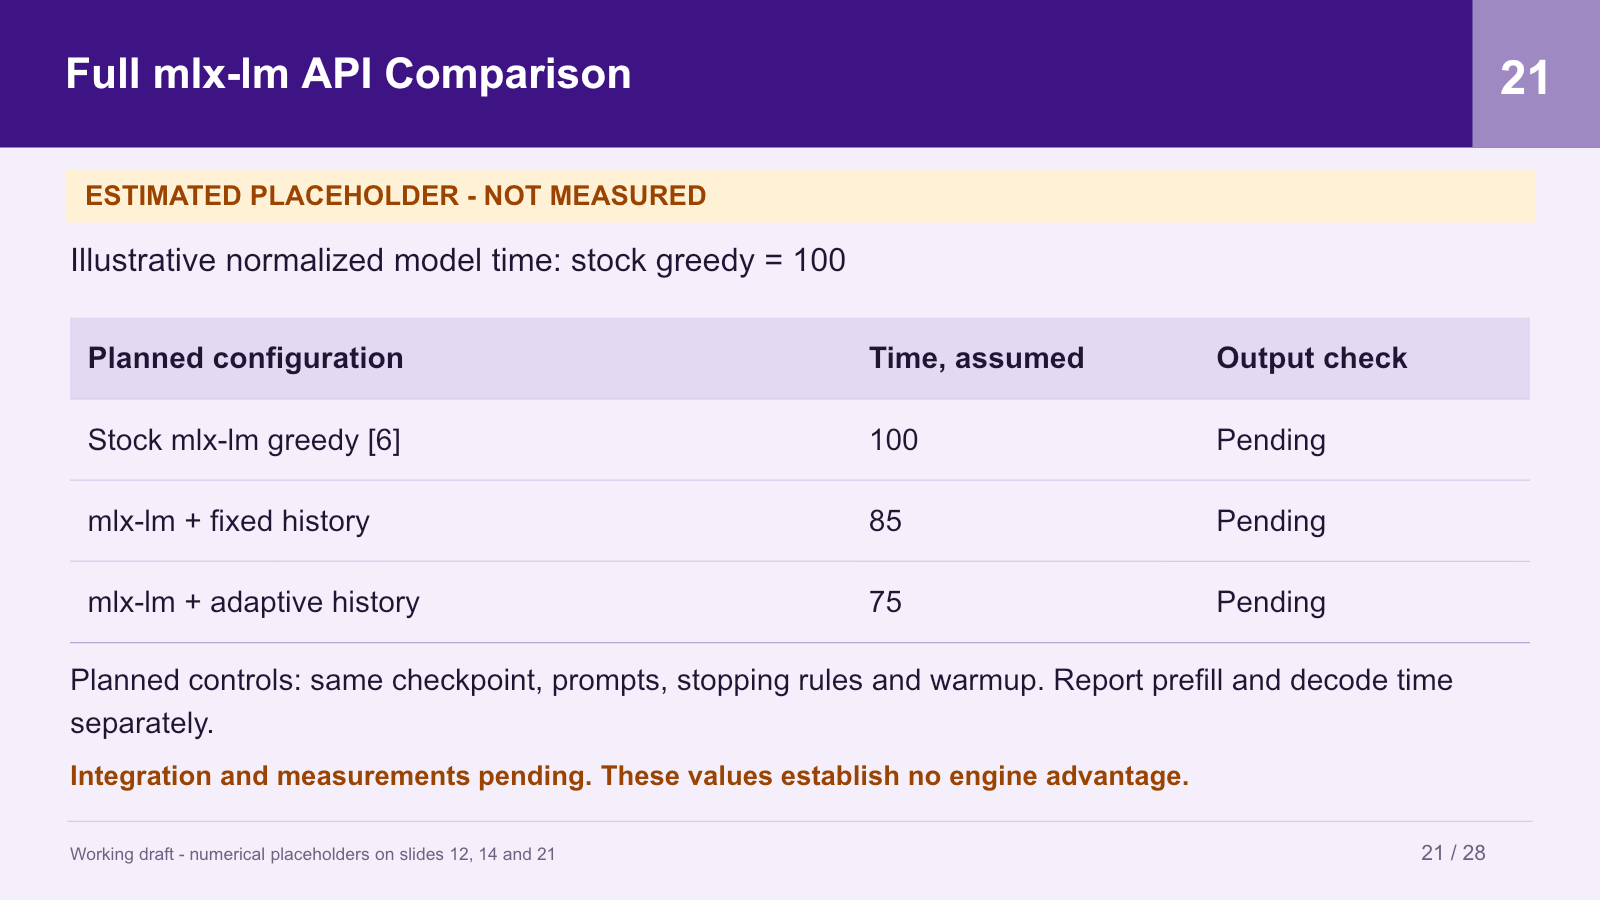 Full mlx-lm API Comparison
21
ESTIMATED PLACEHOLDER - NOT MEASURED
Illustrative normalized model time: stock greedy = 100
Planned configuration Time, assumed Output check
Stock mlx-lm greedy [6] 100 Pending
mlx-lm + fixed history 85 Pending
mlx-lm + adaptive history 75 Pending
Planned controls: same checkpoint, prompts, stopping rules and warmup. Report prefill and decode time
separately.
Integration and measurements pending. These values establish no engine advantage.
Working draft - numerical placeholders on slides 12, 14 and 21
21 / 28